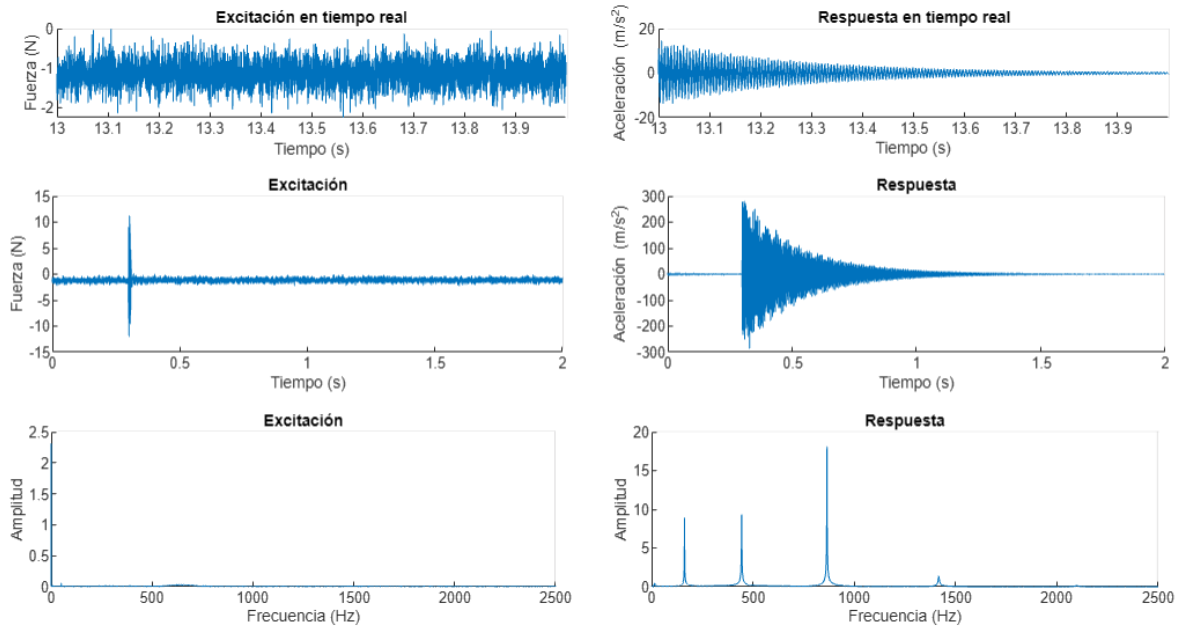 Excitación en tiempo real
Fuerza (N)
0
-1
-2
13 13.1 13.2 13.3 13.4 13.5 13.6 13.7 13.8 13.9
Tiempo (s)
Respuesta en tiempo real
Aceleración (m/s²)
20
0
-20
13 13.1 13.2 13.3 13.4 13.5 13.6 13.7 13.8 13.9
Tiempo (s)
Excitación
Fuerza (N)
15
10
5
0
-5
-10
-15
0 0.5 1 1.5 2
Tiempo (s)
Respuesta
Aceleración (m/s²)
300
200
100
0
-100
-200
-300
0 0.5 1 1.5 2
Tiempo (s)
Excitación
Amplitud
2.5
2
1.5
1
0.5
0
0 500 1000 1500 2000 2500
Frecuencia (Hz)
Respuesta
Amplitud
20
15
10
5
0
0 500 1000 1500 2000 2500
Frecuencia (Hz)